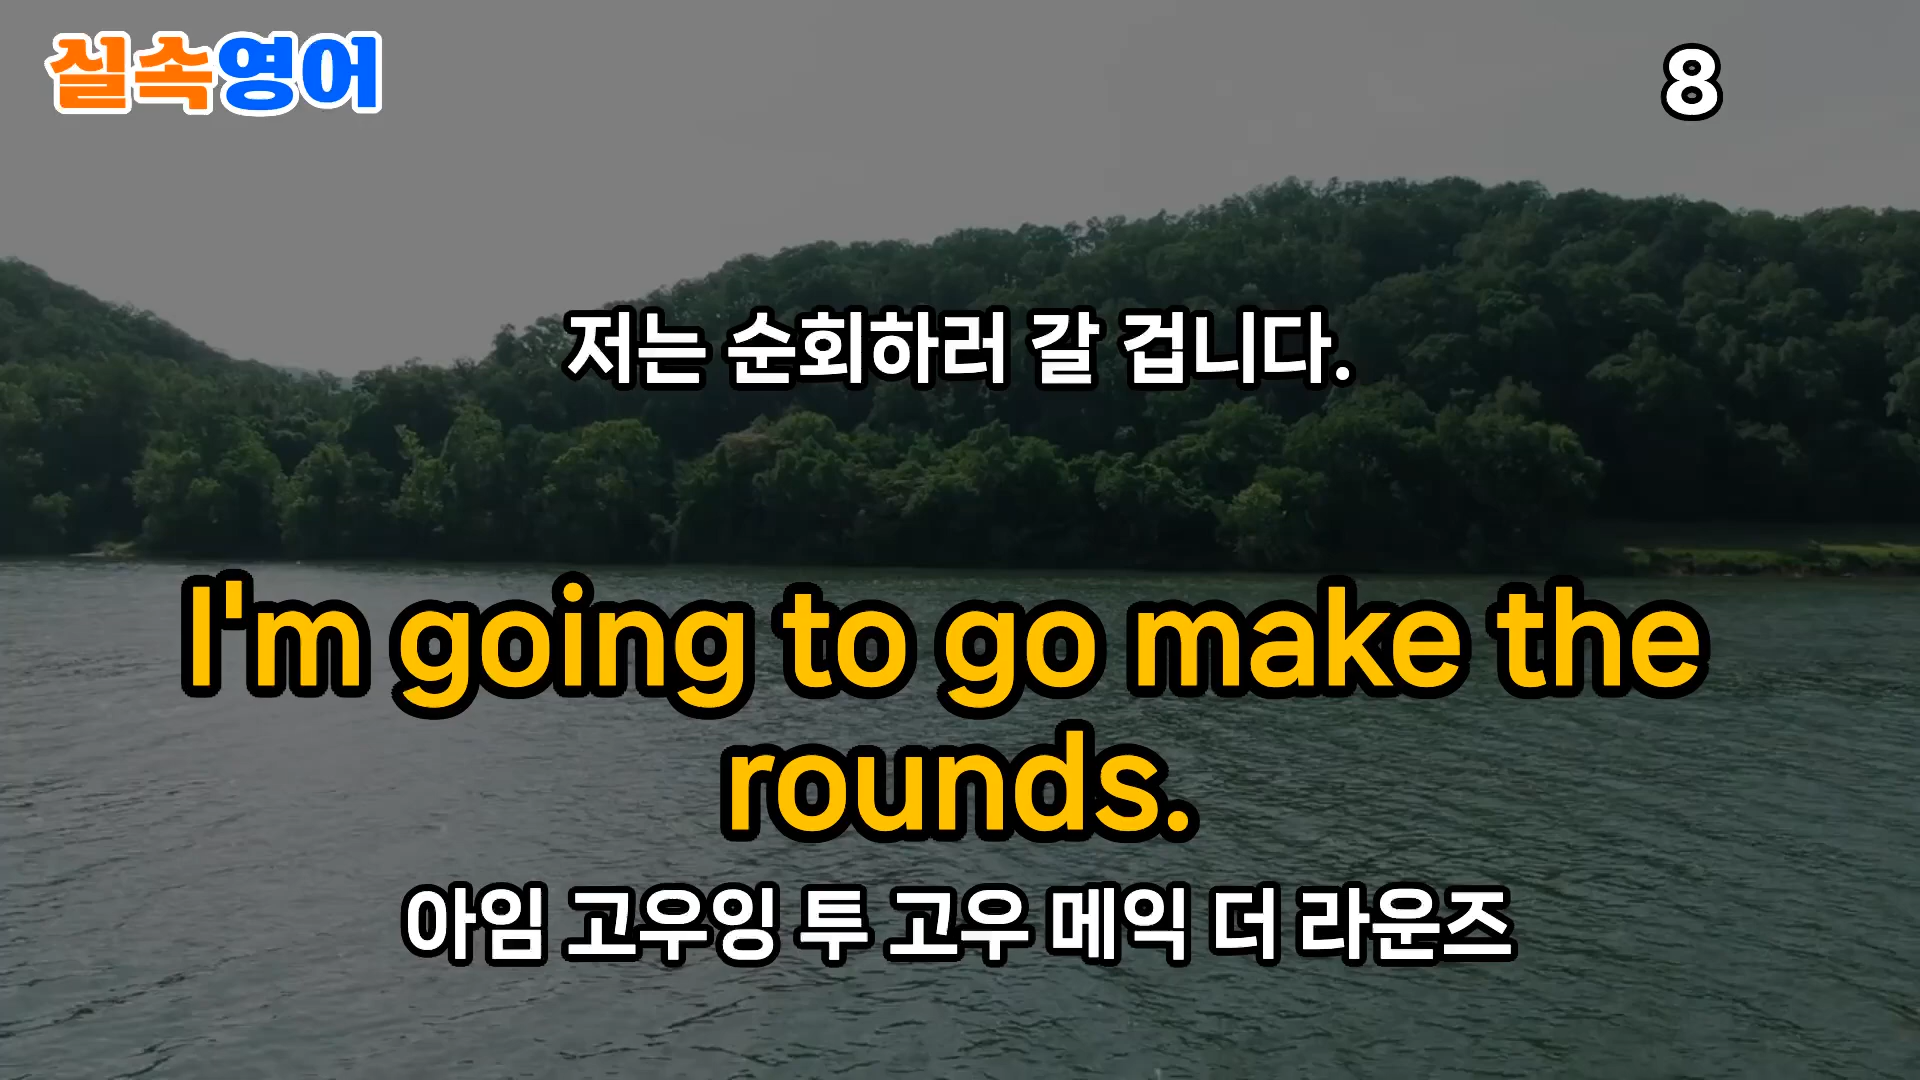 실속영어
8
저는 순회하러 갈 겁니다.
I'm going to go make the
rounds.
아임 고우잉 투 고우 메익 더 라운즈